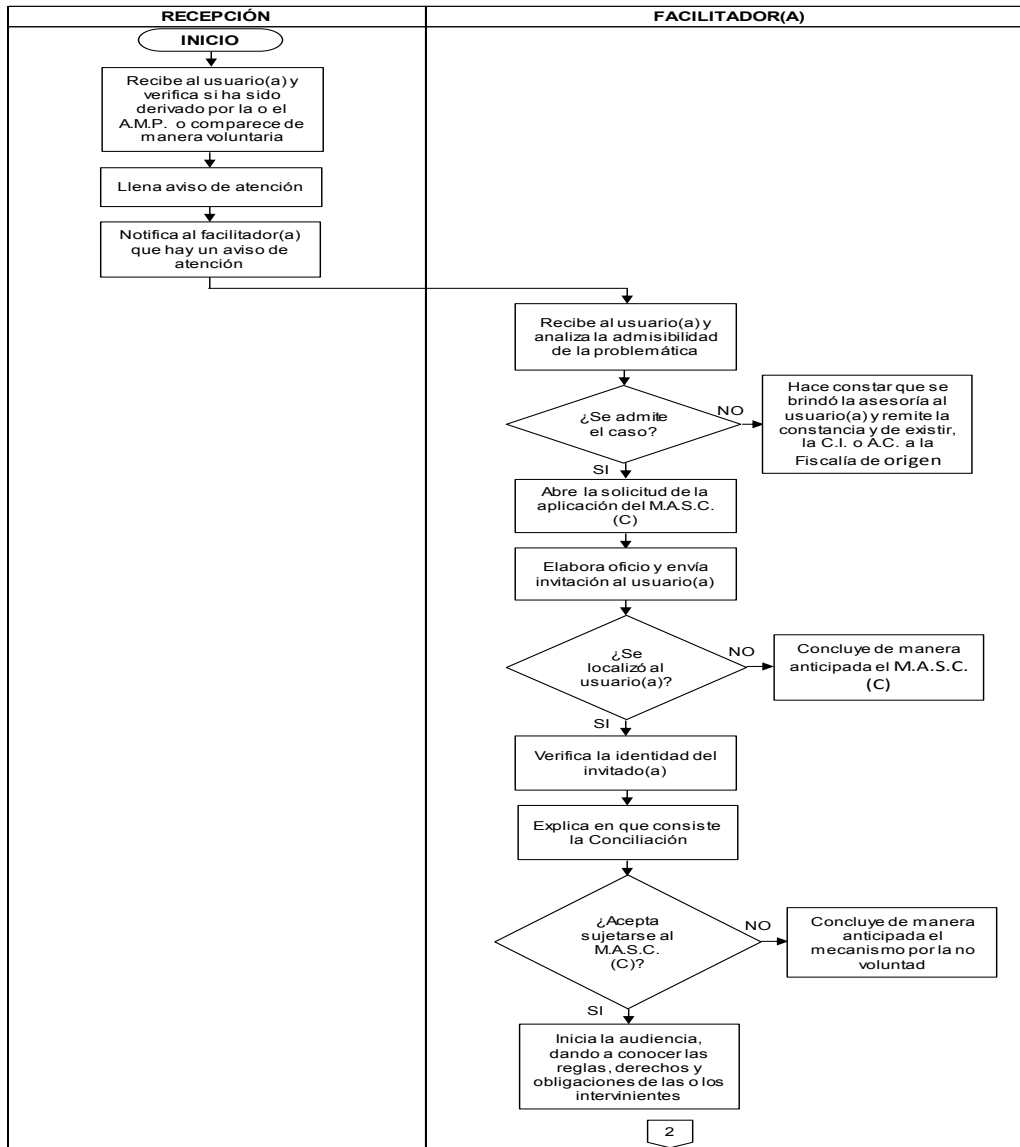 RECEPCIÓN
FACILITADOR(A)
INICIO
Recibe al usuario(a) y
verifica si ha sido
derivado por la o el
A.M.P. o comparece de
manera voluntaria
Llena aviso de atención
Notifica al facilitador(a)
que hay un aviso de
atención
Recibe al usuario(a) y
analiza la admisibilidad
de la problemática
¿Se admite
el caso?
NO
Hace constar que se
brindó la asesoría al
usuario(a) y remite la
constancia y de existir,
la C.I. o A.C. a la
Fiscalía de origen
SI
Abre la solicitud de la
aplicación del M.A.S.C.
(C)
Elabora oficio y envía
invitación al usuario(a)
¿Se
localizó al
usuario(a)?
NO
Concluye de manera
anticipada el M.A.S.C.
(C)
SI
Verifica la identidad del
invitado(a)
Explica en que consiste
la Conciliación
¿Acepta
sujetarse al
M.A.S.C.
(C)?
NO
Concluye de manera
anticipada el
mecanismo por la no
voluntad
SI
Inicia la audiencia,
dando a conocer las
reglas, derechos y
obligaciones de las o los
intervinientes
2